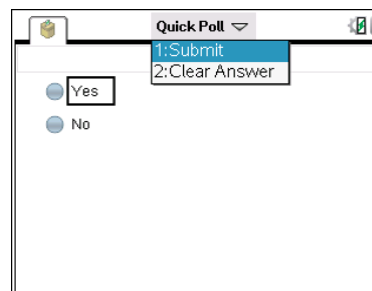 Quick Poll
1:Submit
2:Clear Answer
Yes
No